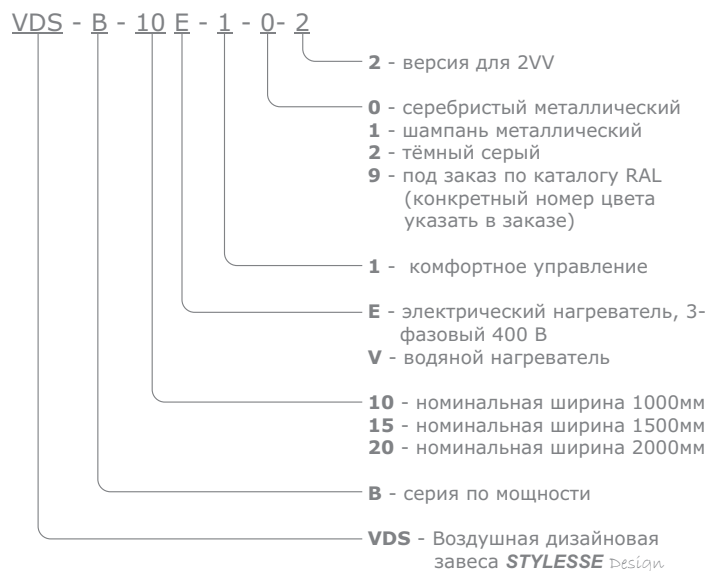 VDS - B - 10 E - 1 - 0- 2
2 - версия для 2VV
0 - серебристый металлический
1 - шампань металлический
2 - тёмный серый
9 - под заказ по каталогу RAL
(конкретный номер цвета
указать в заказе)
1 - комфортное управление
E - электрический нагреватель, 3-
фазовый 400 В
V - водяной нагреватель
10 - номинальная ширина 1000мм
15 - номинальная ширина 1500мм
20 - номинальная ширина 2000мм
B - серия по мощности
VDS - Воздушная дизайновая
завеса STYLESSE Design